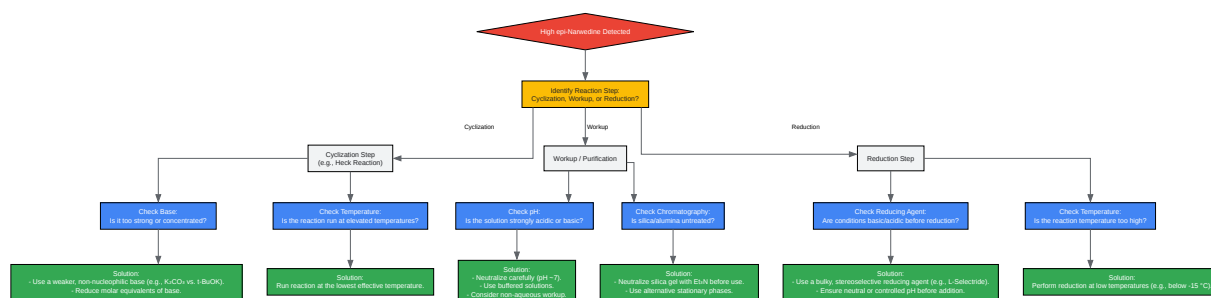 High epi-Narwedine Detected
Identify Reaction Step:
Cyclization, Workup, or Reduction?
Cyclization
Workup
Reduction
Cyclization Step
(e.g., Heck Reaction)
Workup / Purification
Reduction Step
Check Base:
Is it too strong or concentrated?
Check Temperature:
Is the reaction run at elevated temperatures?
Check pH:
Is the solution strongly acidic or basic?
Check Chromatography:
Is silica/alumina untreated?
Check Reducing Agent:
Are conditions basic/acidic before reduction?
Check Temperature:
Is the reaction temperature too high?
Solution:
- Use a weaker, non-nucleophilic base (e.g., K₂CO₃ vs. t-BuOK).
- Reduce molar equivalents of base.
Solution:
Run reaction at the lowest effective temperature.
Solution:
- Neutralize carefully (pH ~7).
- Use buffered solutions.
- Consider non-aqueous workup.
Solution:
- Neutralize silica gel with Et₃N before use.
- Use alternative stationary phases.
Solution:
- Use a bulky, stereoselective reducing agent (e.g., L-Selectride).
- Ensure neutral or controlled pH before addition.
Solution:
Perform reduction at low temperatures (e.g., below -15 °C).